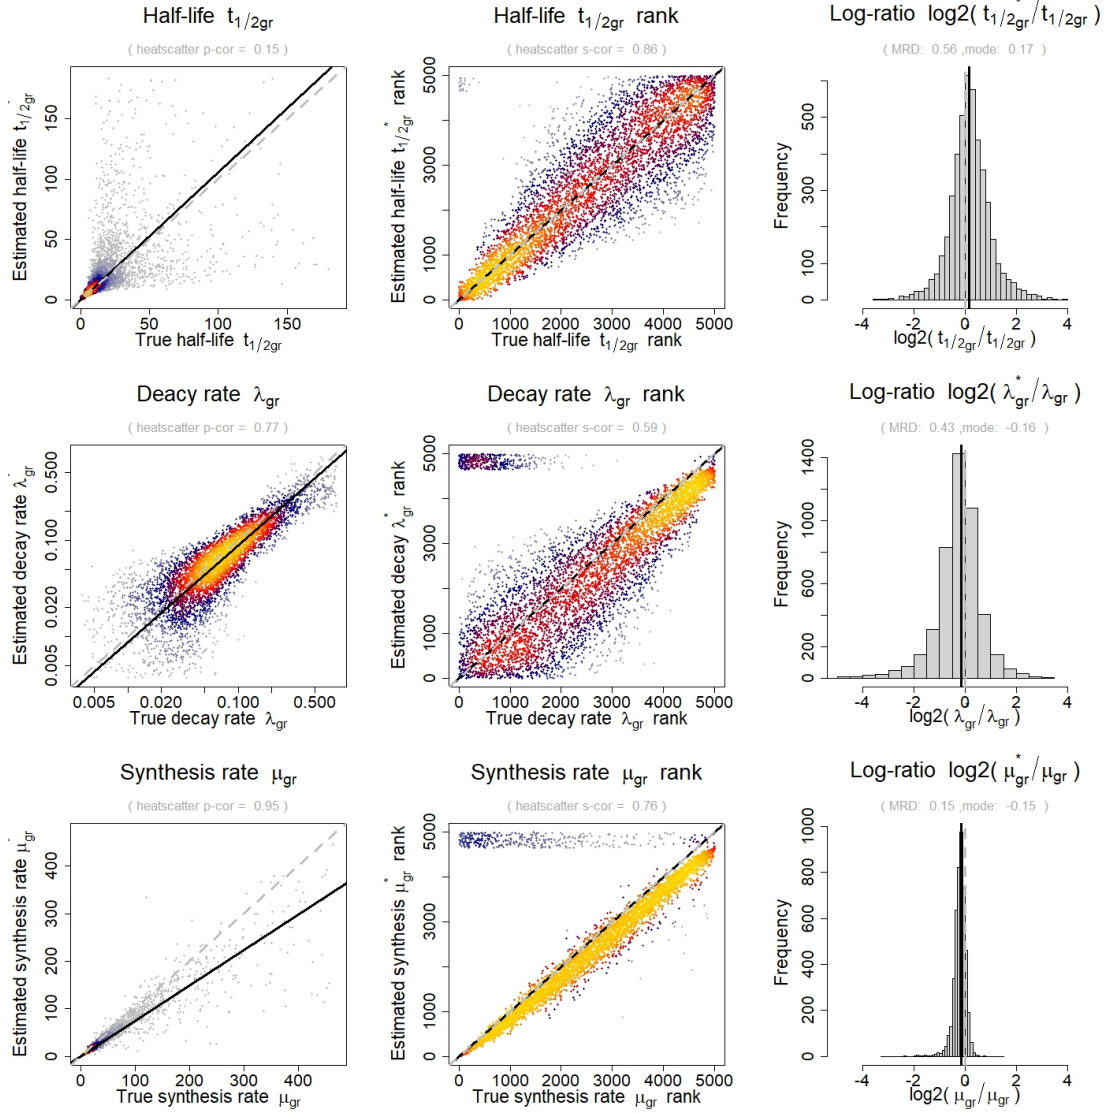 Half-life t1/2gr
( heatscatter p-cor = 0.15 )
Estimated half-life t*1/2gr
150
100
50
0
0 50 100 150
True half-life t1/2gr
Half-life t1/2gr rank
( heatscatter s-cor = 0.86 )
Estimated half-life t*1/2gr rank
5000
3000
1000
0
0 1000 2000 3000 4000 5000
True half-life t1/2gr rank
Log-ratio log2( t*1/2gr/t1/2gr )
( MRD: 0.56 ,mode: 0.17 )
Frequency
500
300
100
0
-4 -2 0 2 4
log2( t1/2gr/t1/2gr )
Deacy rate λgr
( heatscatter p-cor = 0.77 )
Estimated decay rate λ*gr
0.500
0.100
0.020
0.005
0.005 0.020 0.100 0.500
True decay rate λgr
Decay rate λgr rank
( heatscatter s-cor = 0.59 )
Estimated decay λ*gr rank
5000
3000
1000
0
0 1000 2000 3000 4000 5000
True decay rate λgr rank
Log-ratio log2( λ*gr/λgr )
( MRD: 0.43 ,mode: -0.16 )
Frequency
1400
1000
600
200
0
-4 -2 0 2 4
log2( λgr/λgr )
Synthesis rate μgr
( heatscatter p-cor = 0.95 )
Estimated synthesis rate μ*gr
400
300
200
100
0
0 100 200 300 400
True synthesis rate μgr
Synthesis rate μgr rank
( heatscatter s-cor = 0.76 )
Estimated synthesis μ*gr rank
5000
3000
1000
0
0 1000 2000 3000 4000 5000
True synthesis rate μgr rank
Log-ratio log2( μ*gr/μgr )
( MRD: 0.15 ,mode: -0.15 )
Frequency
1000
800
600
400
200
0
-4 -2 0 2 4
log2( μgr/μgr )